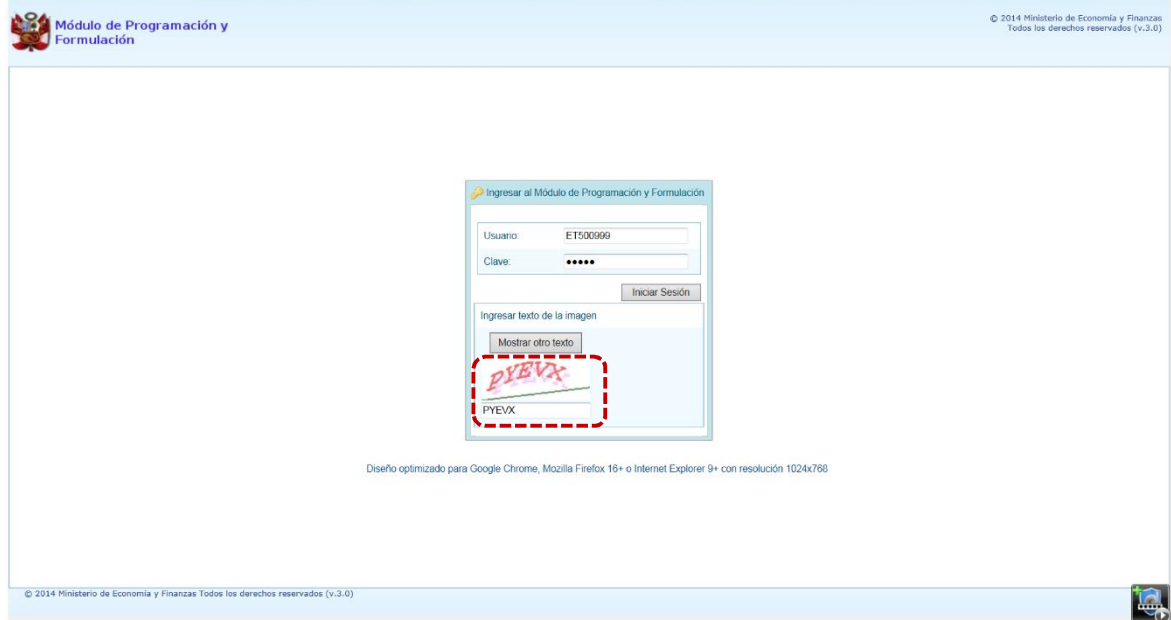 Módulo de Programación y
Formulación
© 2014 Ministerio de Economía y Finanzas
Todos los derechos reservados (v.3.0)
Ingresar al Módulo de Programación y Formulación
Usuario: ET500999
Clave: •••••
Iniciar Sesión
Ingresar texto de la imagen
Mostrar otro texto
PYEVX
PYEVX
Diseño optimizado para Google Chrome, Mozilla Firefox 16+ o Internet Explorer 9+ con resolución 1024x768
© 2014 Ministerio de Economía y Finanzas Todos los derechos reservados (v.3.0)